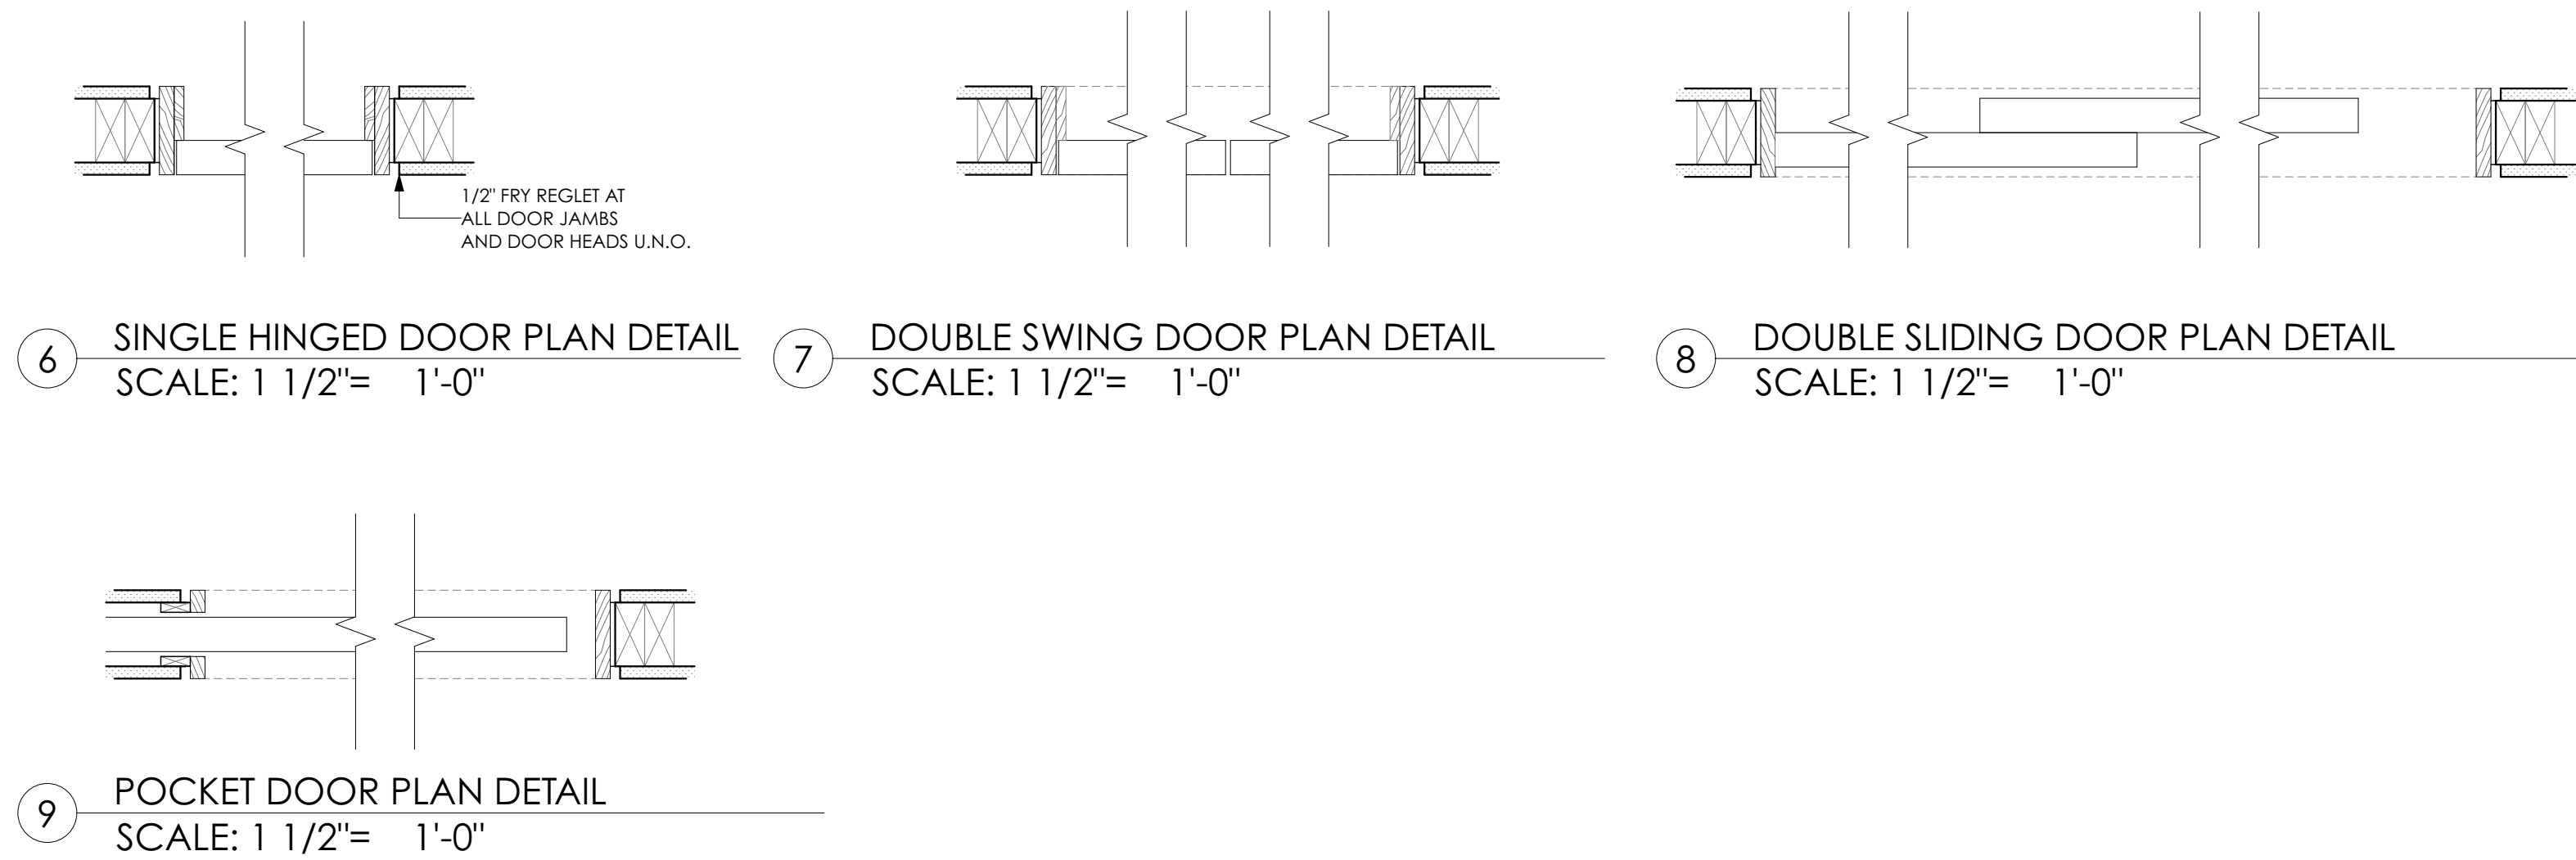 1/2" FRY REGLET AT
ALL DOOR JAMBS
AND DOOR HEADS U.N.O.
6
SINGLE HINGED DOOR PLAN DETAIL
SCALE: 1 1/2"= 1'-0"
7
DOUBLE SWING DOOR PLAN DETAIL
SCALE: 1 1/2"= 1'-0"
8
DOUBLE SLIDING DOOR PLAN DETAIL
SCALE: 1 1/2"= 1'-0"
9
POCKET DOOR PLAN DETAIL
SCALE: 1 1/2"= 1'-0"